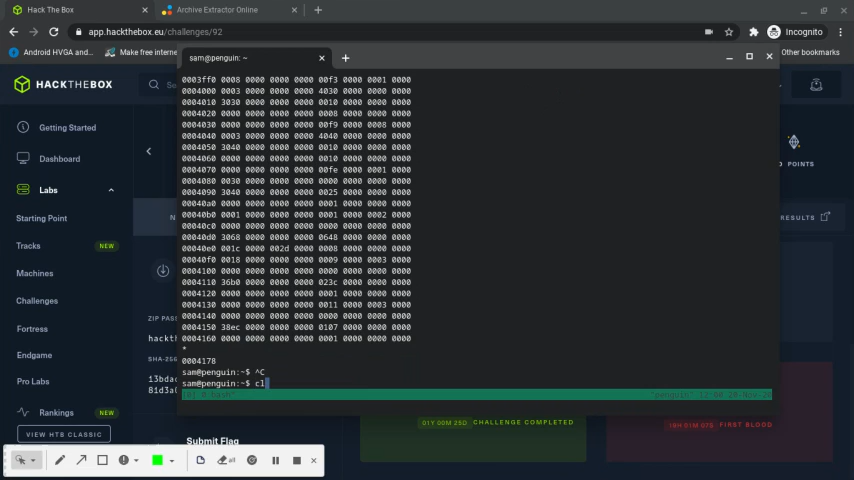 Hack The Box
Archive Extractor Online
app.hackthebox.eu/challenges/92
Incognito
Android HVGA and...
Make free interne
Other bookmarks
sam@penguin: ~
HACKTHEBOX
Getting Started
Dashboard
Labs
Starting Point
Tracks NEW
Machines
Challenges
Fortress
Endgame
Pro Labs
Rankings NEW
VIEW HTB CLASSIC
0003ff0 0008 0000 0000 0000 00f3 0000 0001 0000
0004000 0003 0000 0000 0000 4030 0000 0000 0000
0004010 3030 0000 0000 0000 0010 0000 0000 0000
0004020 0000 0000 0000 0000 0008 0000 0000 0000
0004030 0000 0000 0000 0000 00f9 0000 0008 0000
0004040 0003 0000 0000 0000 4040 0000 0000 0000
0004050 3040 0000 0000 0000 0010 0000 0000 0000
0004060 0000 0000 0000 0000 0010 0000 0000 0000
0004070 0000 0000 0000 0000 00fe 0000 0001 0000
0004080 0030 0000 0000 0000 0000 0000 0000 0000
0004090 3040 0000 0000 0000 0025 0000 0000 0000
00040a0 0000 0000 0000 0000 0001 0000 0000 0000
00040b0 0001 0000 0000 0000 0001 0000 0002 0000
00040c0 0000 0000 0000 0000 0000 0000 0000 0000
00040d0 3068 0000 0000 0000 0648 0000 0000 0000
00040e0 001c 0000 002d 0000 0008 0000 0000 0000
00040f0 0018 0000 0000 0000 0009 0000 0003 0000
0004100 0000 0000 0000 0000 0000 0000 0000 0000
0004110 36b0 0000 0000 0000 023c 0000 0000 0000
0004120 0000 0000 0000 0000 0001 0000 0000 0000
0004130 0000 0000 0000 0000 0011 0000 0003 0000
0004140 0000 0000 0000 0000 0000 0000 0000 0000
0004150 38ec 0000 0000 0000 0107 0000 0000 0000
0004160 0000 0000 0000 0000 0001 0000 0000 0000
*
0004178
sam@penguin:~$ ^C
sam@penguin:~$ cl
POINTS
RESULTS
ZIP PAS
hackt
SHA-256
13bdac
8id3a0
01Y 00M 25D CHALLENGE COMPLETED
FIRST BLOOD
Submit Flag
all